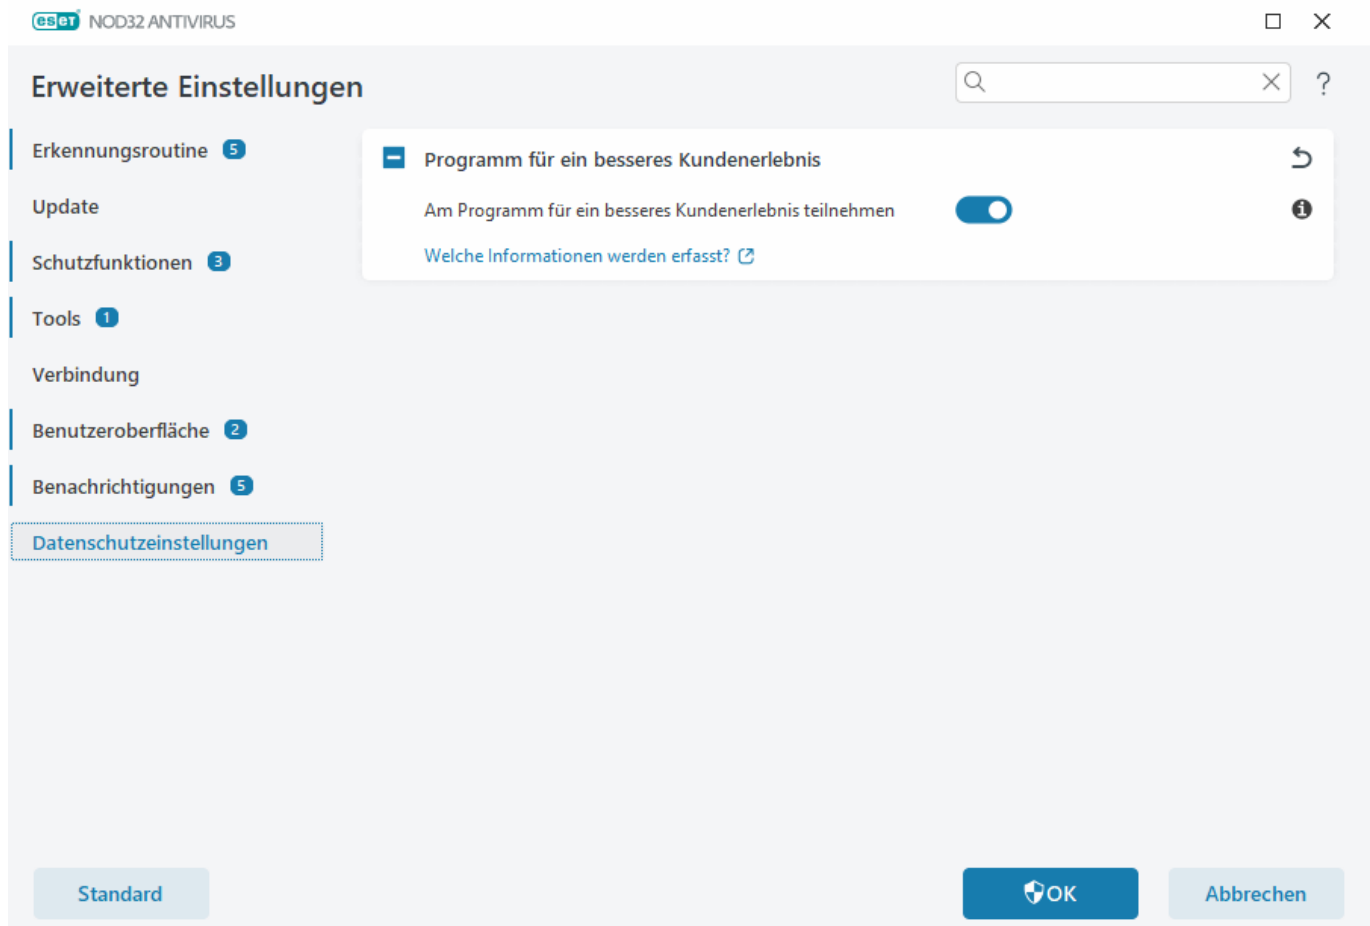 eseT NOD32 ANTIVIRUS
Erweiterte Einstellungen
?
Erkennungsroutine 5
Update
Schutzfunktionen 3
Tools 1
Verbindung
Benutzeroberfläche 2
Benachrichtigungen 5
Datenschutzeinstellungen
Programm für ein besseres Kundenerlebnis
Am Programm für ein besseres Kundenerlebnis teilnehmen
Welche Informationen werden erfasst?
Standard
OK
Abbrechen